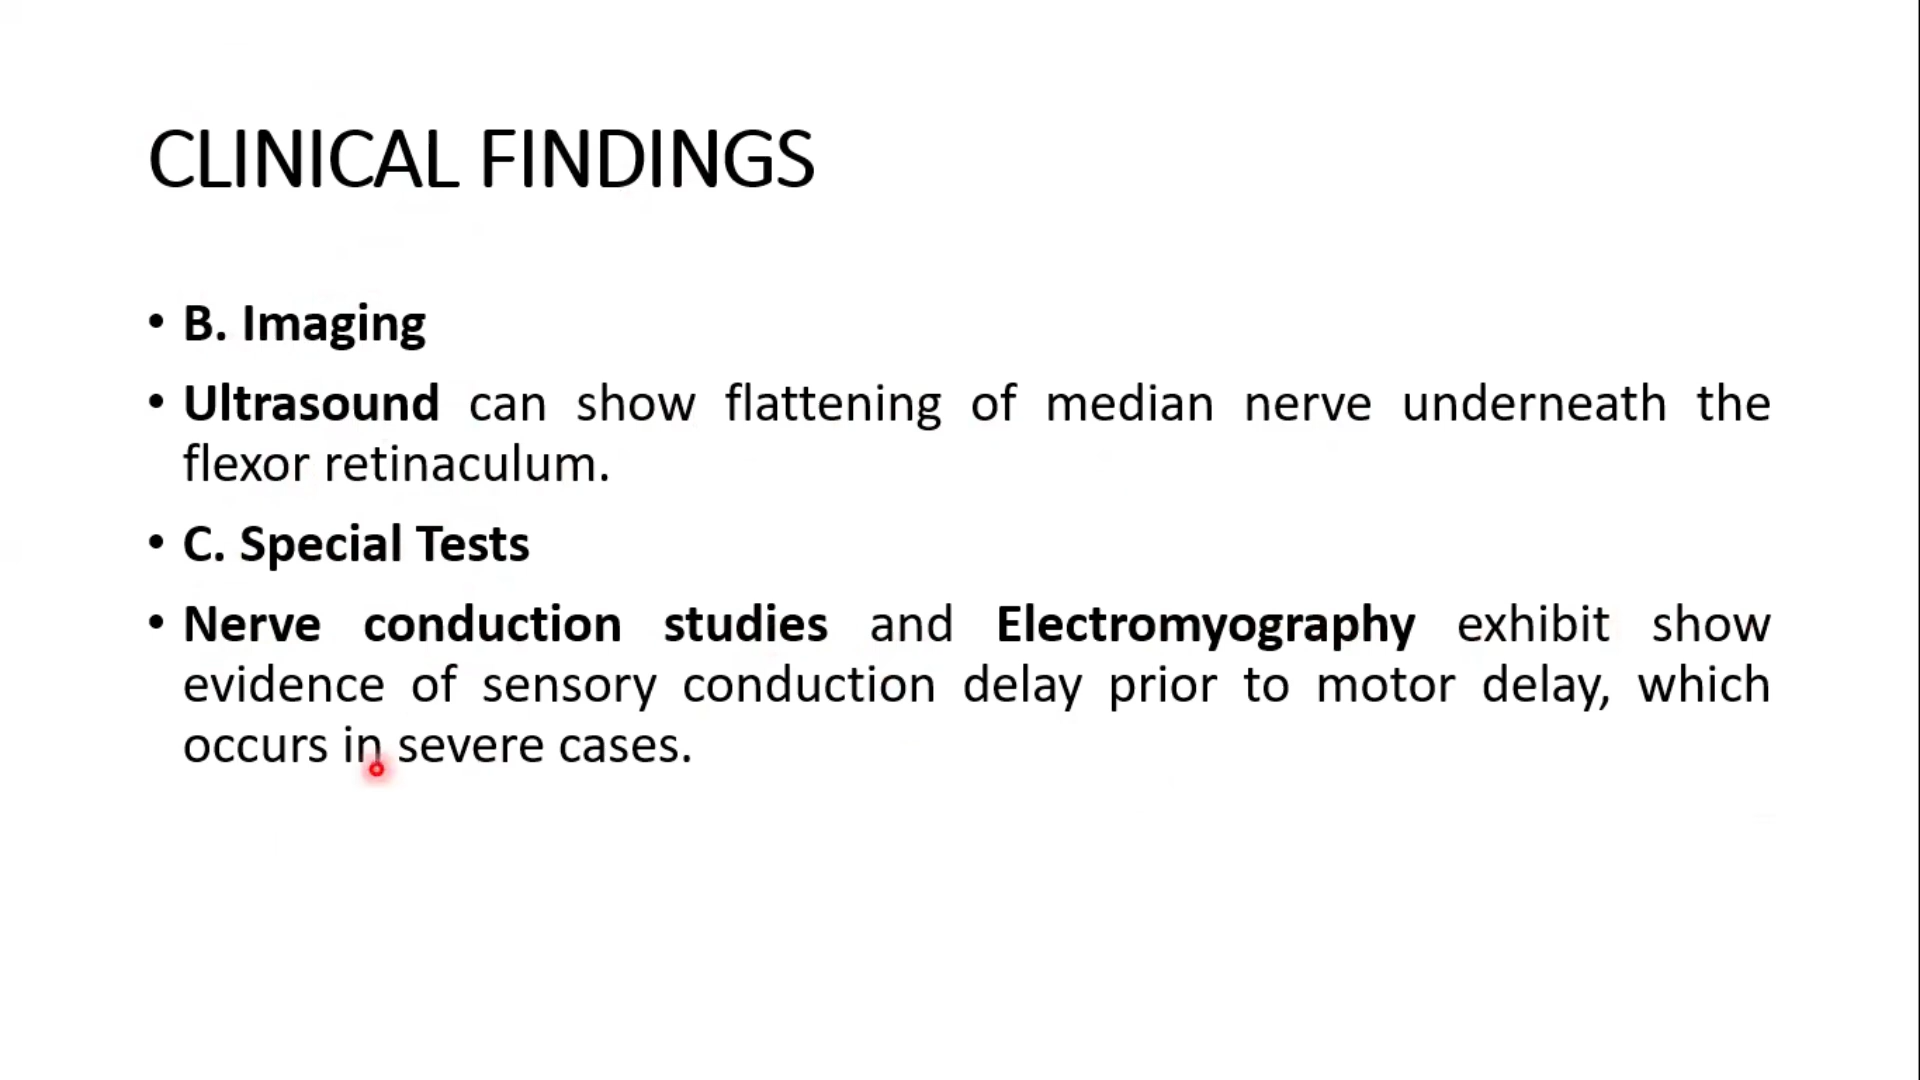 CLINICAL FINDINGS
• B. Imaging
• Ultrasound can show flattening of median nerve underneath the
flexor retinaculum.
• C. Special Tests
• Nerve conduction studies and Electromyography exhibit show
evidence of sensory conduction delay prior to motor delay, which
occurs in severe cases.